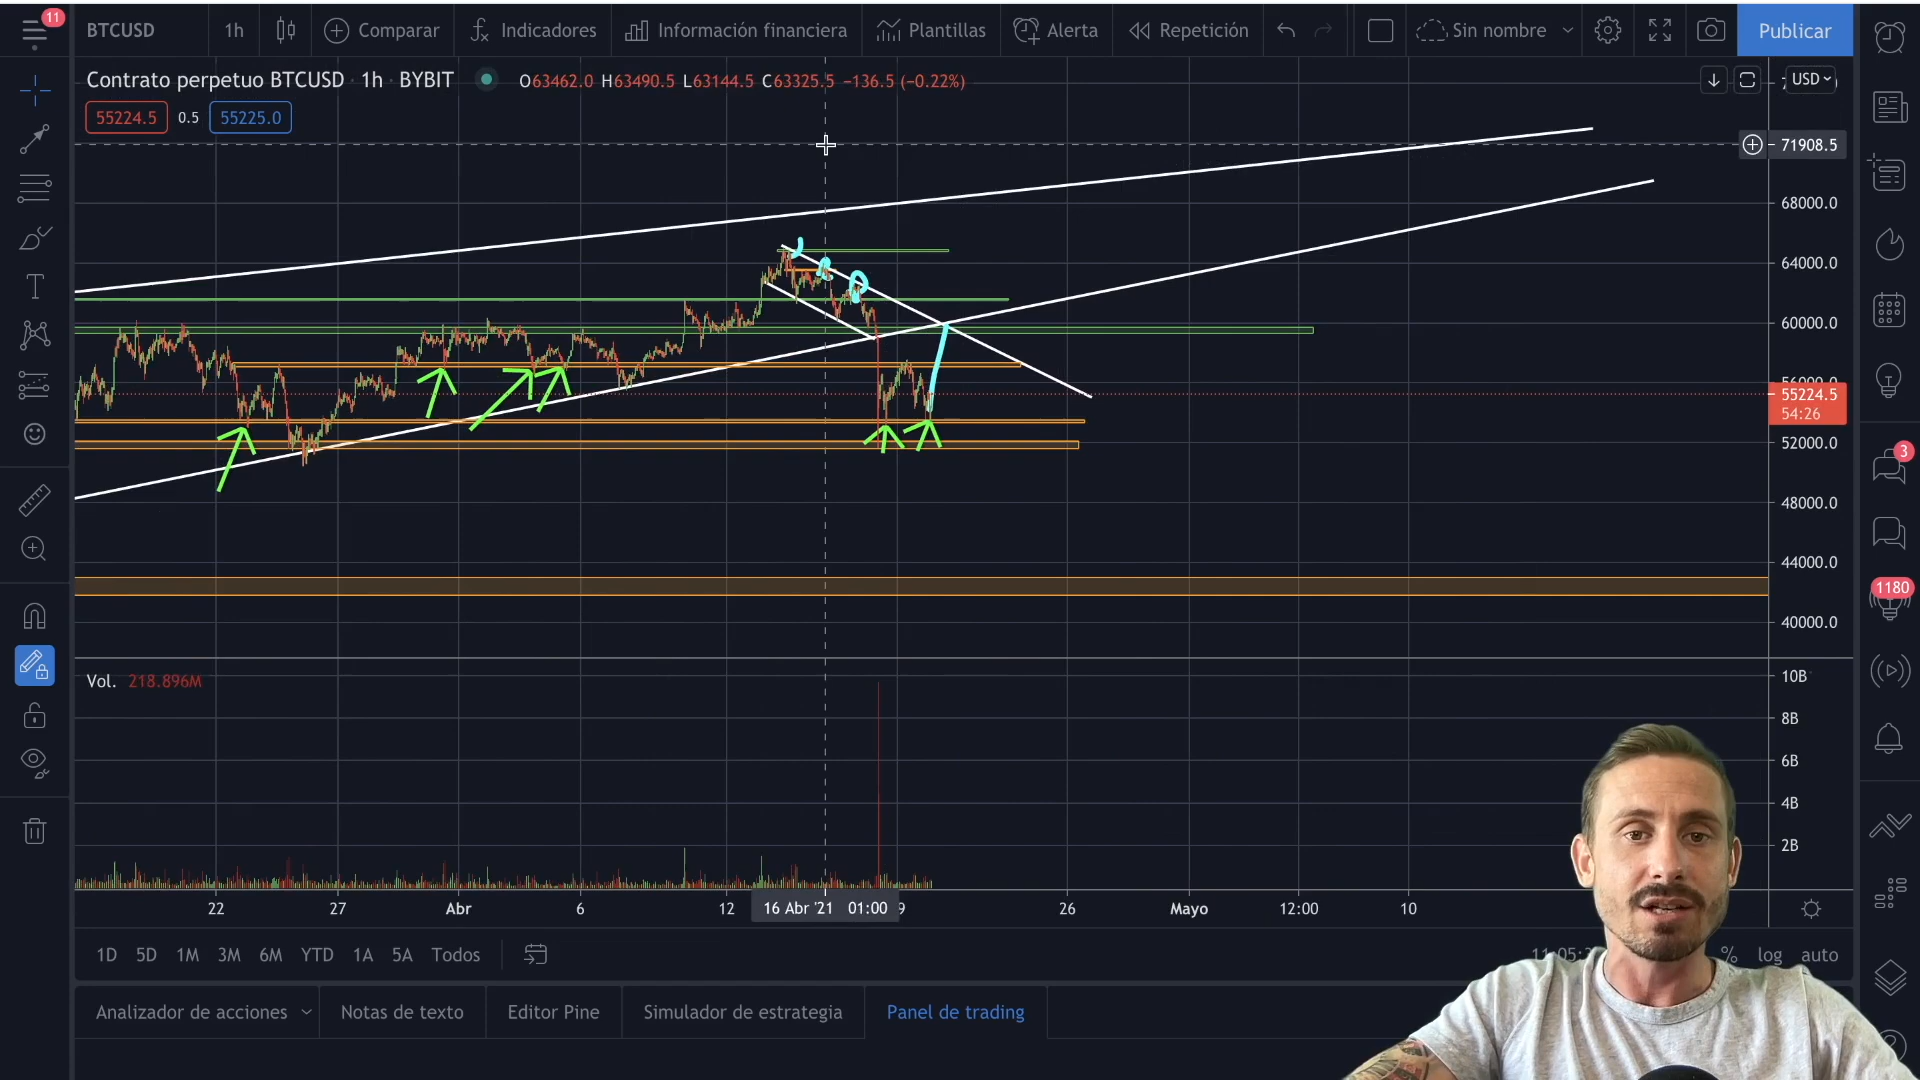 11
BTCUSD
1h
Comparar
Indicadores
Información financiera
Plantillas
Alerta
Repetición
Sin nombre
Publicar
Contrato perpetuo BTCUSD · 1h · BYBIT
O63462.0 H63490.5 L63144.5 C63325.5 −136.5 (−0.22%)
USD
55224.5 0.5 55225.0
71908.5
68000.0
64000.0
60000.0
56000.0
55224.5
54:26
52000.0
48000.0
44000.0
40000.0
3
1180
Vol. 218.896M
10B
8B
6B
4B
2B
22
27
Abr
6
12
16 Abr '21 01:00
9
26
Mayo
12:00
10
1D 5D 1M 3M 6M YTD 1A 5A Todos
11:05:
% log auto
Analizador de acciones
Notas de texto
Editor Pine
Simulador de estrategia
Panel de trading